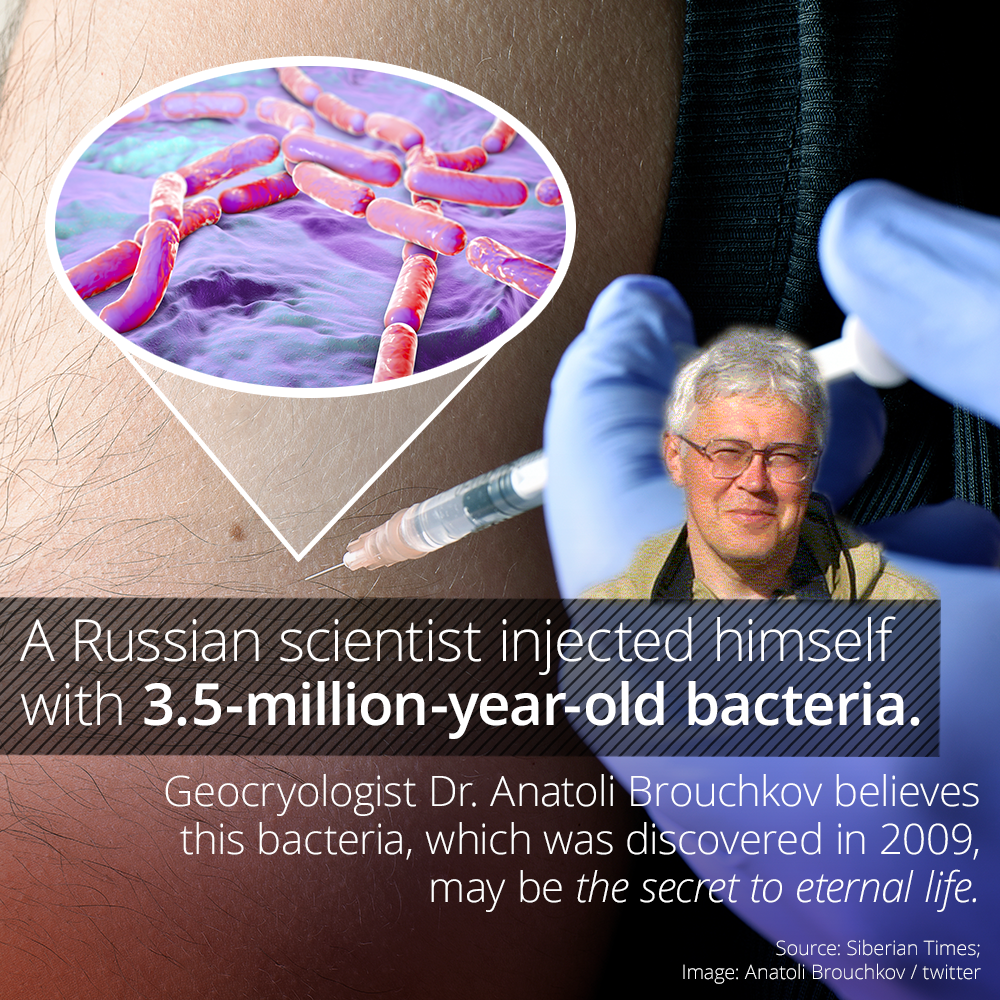 A Russian scientist injected himself
with 3.5-million-year-old bacteria.
Geocryologist Dr. Anatoli Brouchkov believes
this bacteria, which was discovered in 2009,
may be the secret to eternal life.
Source: Siberian Times;
Image: Anatoli Brouchkov / twitter